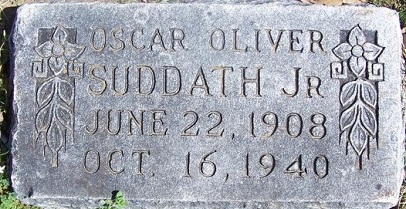 OSCAR OLIVER
SUDDATH JR
JUNE 22, 1908
OCT. 16, 1940